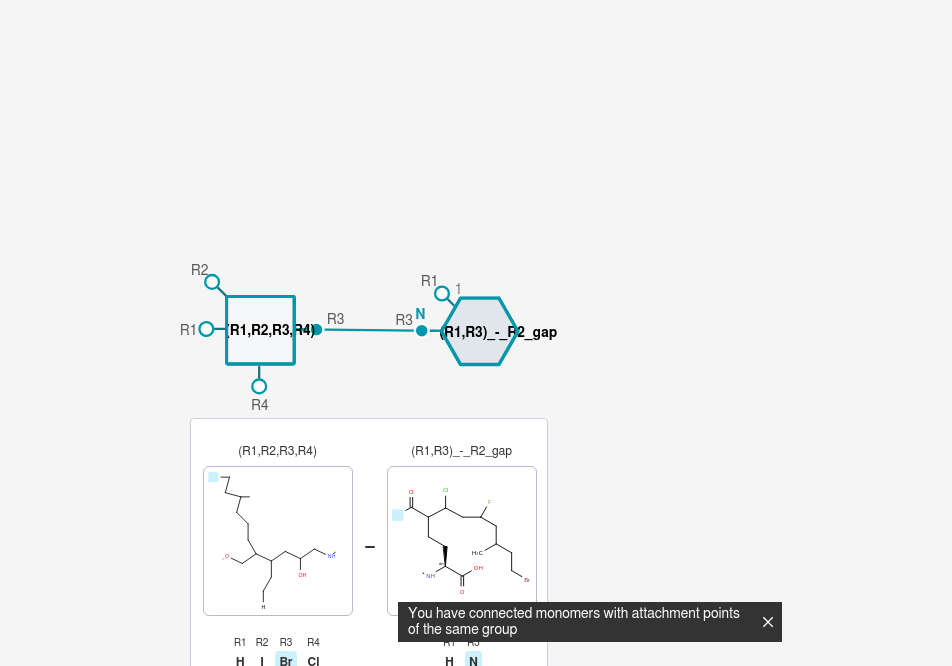 R2
R1
(R1,R2,R3,R4)
R3
R4
R1
1
N
R3
(R1,R3)_-_R2_gap
(R1,R2,R3,R4)
(R1,R3)_-_R2_gap
O
NH
OH
H
O
Cl
F
H₃C
NH
OH
O
Br
–
You have connected monomers with attachment points
of the same group
R1 R2 R3 R4
H I Br Cl
R1 R3
H N